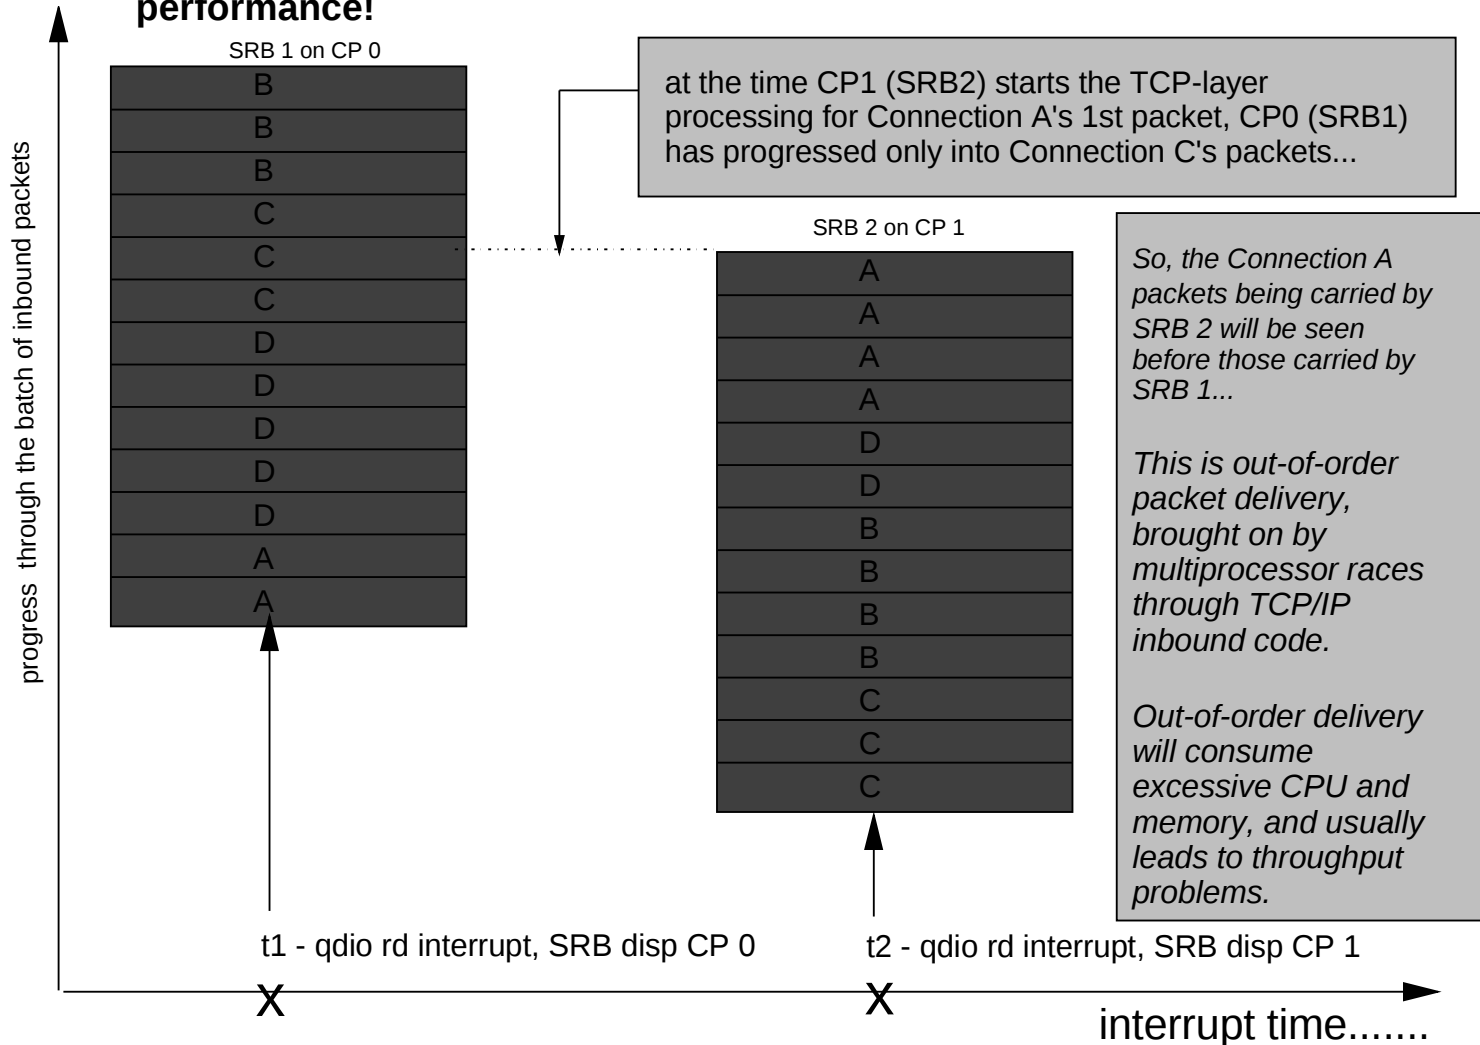 performance!
SRB 1 on CP 0
B
B
B
C
C
C
D
D
D
D
D
A
A
at the time CP1 (SRB2) starts the TCP-layer
processing for Connection A's 1st packet, CP0 (SRB1)
has progressed only into Connection C's packets...
SRB 2 on CP 1
A
A
A
A
D
D
B
B
B
B
C
C
C
So, the Connection A
packets being carried by
SRB 2 will be seen
before those carried by
SRB 1...
This is out-of-order
packet delivery,
brought on by
multiprocessor races
through TCP/IP
inbound code.
Out-of-order delivery
will consume
excessive CPU and
memory, and usually
leads to throughput
problems.
progress through the batch of inbound packets
t1 - qdio rd interrupt, SRB disp CP 0
t2 - qdio rd interrupt, SRB disp CP 1
X
X
interrupt time.......